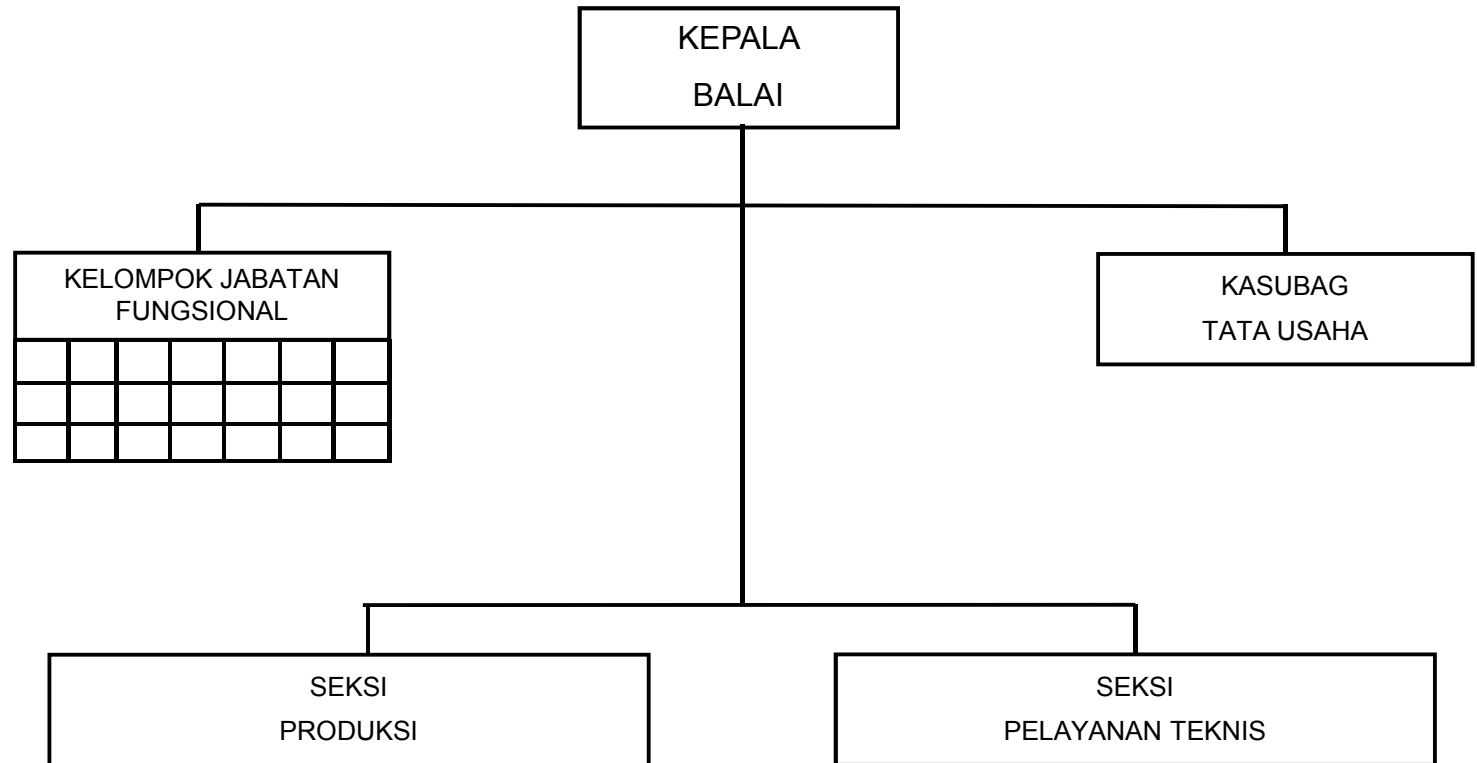 KEPALA
BALAI
KELOMPOK JABATAN
FUNGSIONAL
KASUBAG
TATA USAHA
SEKSI
PRODUKSI
SEKSI
PELAYANAN TEKNIS